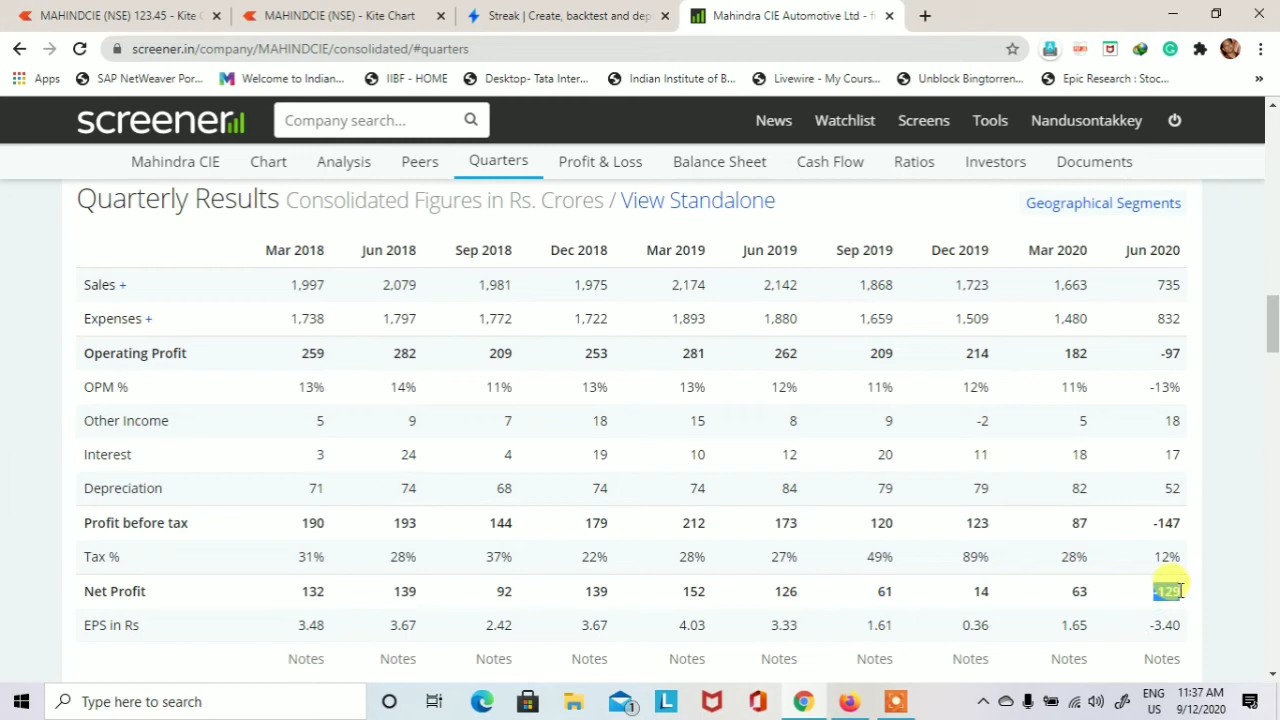 MAHINDCIE (NSE) 123.45 - Kite C
MAHINDCIE (NSE) - Kite Chart
Streak | Create, backtest and dep
Mahindra CIE Automotive Ltd - fi
screener.in/company/MAHINDCIE/consolidated/#quarters
Apps SAP NetWeaver Por... Welcome to Indian... IIBF - HOME Desktop- Tata Inter... Indian Institute of B... Livewire - My Cours... Unblock Bingtorren... Epic Research : Stoc... »
screener Company search... News Watchlist Screens Tools Nandusontakkey
Mahindra CIE Chart Analysis Peers Quarters Profit & Loss Balance Sheet Cash Flow Ratios Investors Documents
Quarterly Results Consolidated Figures in Rs. Crores / View Standalone Geographical Segments
Mar 2018 Jun 2018 Sep 2018 Dec 2018 Mar 2019 Jun 2019 Sep 2019 Dec 2019 Mar 2020 Jun 2020
Sales + 1,997 2,079 1,981 1,975 2,174 2,142 1,868 1,723 1,663 735
Expenses + 1,738 1,797 1,772 1,722 1,893 1,880 1,659 1,509 1,480 832
Operating Profit 259 282 209 253 281 262 209 214 182 -97
OPM % 13% 14% 11% 13% 13% 12% 11% 12% 11% -13%
Other Income 5 9 7 18 15 8 9 -2 5 18
Interest 3 24 4 19 10 12 20 11 18 17
Depreciation 71 74 68 74 74 84 79 79 82 52
Profit before tax 190 193 144 179 212 173 120 123 87 -147
Tax % 31% 28% 37% 22% 28% 27% 49% 89% 28% 12%
Net Profit 132 139 92 139 152 126 61 14 63 -129
EPS in Rs 3.48 3.67 2.42 3.67 4.03 3.33 1.61 0.36 1.65 -3.40
Notes Notes Notes Notes Notes Notes Notes Notes Notes Notes
Type here to search
ENG 11:37 AM
US 9/12/2020